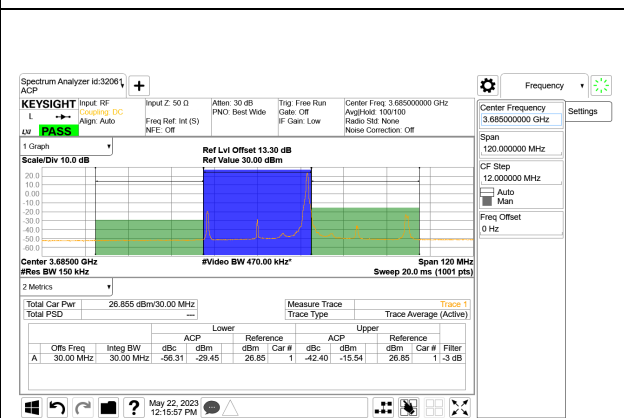 Spectrum Analyzer id:32061
ACP
Frequency
KEYSIGHT
Input: RF
Coupling: DC
Align: Auto
Input Z: 50 Ω
Freq Ref: Int (S)
NFE: Off
Atten: 30 dB
PNO: Best Wide
Trig: Free Run
Gate: Off
IF Gain: Low
Center Freq: 3.685000000 GHz
Avg|Hold: 100/100
Radio Std: None
Noise Correction: Off
L
LXI PASS
Center Frequency
3.685000000 GHz
Settings
Span
120.000000 MHz
CF Step
12.000000 MHz
Auto
Man
Freq Offset
0 Hz
1 Graph
Scale/Div 10.0 dB
Ref Lvl Offset 13.30 dB
Ref Value 30.00 dBm
20.0
10.0
0.0
-10.0
-20.0
-30.0
-40.0
-50.0
-60.0
Center 3.68500 GHz
#Res BW 150 kHz
#Video BW 470.00 kHz*
Span 120 MHz
Sweep 20.0 ms (1001 pts)
2 Metrics
Total Car Pwr 26.855 dBm/30.00 MHz
Total PSD ---
Measure Trace Trace 1
Trace Type Trace Average (Active)
Lower Upper
ACP Reference ACP Reference
Offs Freq Integ BW dBc dBm dBm Car # dBc dBm dBm Car # Filter
A 30.00 MHz 30.00 MHz -56.31 -29.45 26.85 1 -42.40 -15.54 26.85 1 -3 dB
May 22, 2023
12:15:57 PM